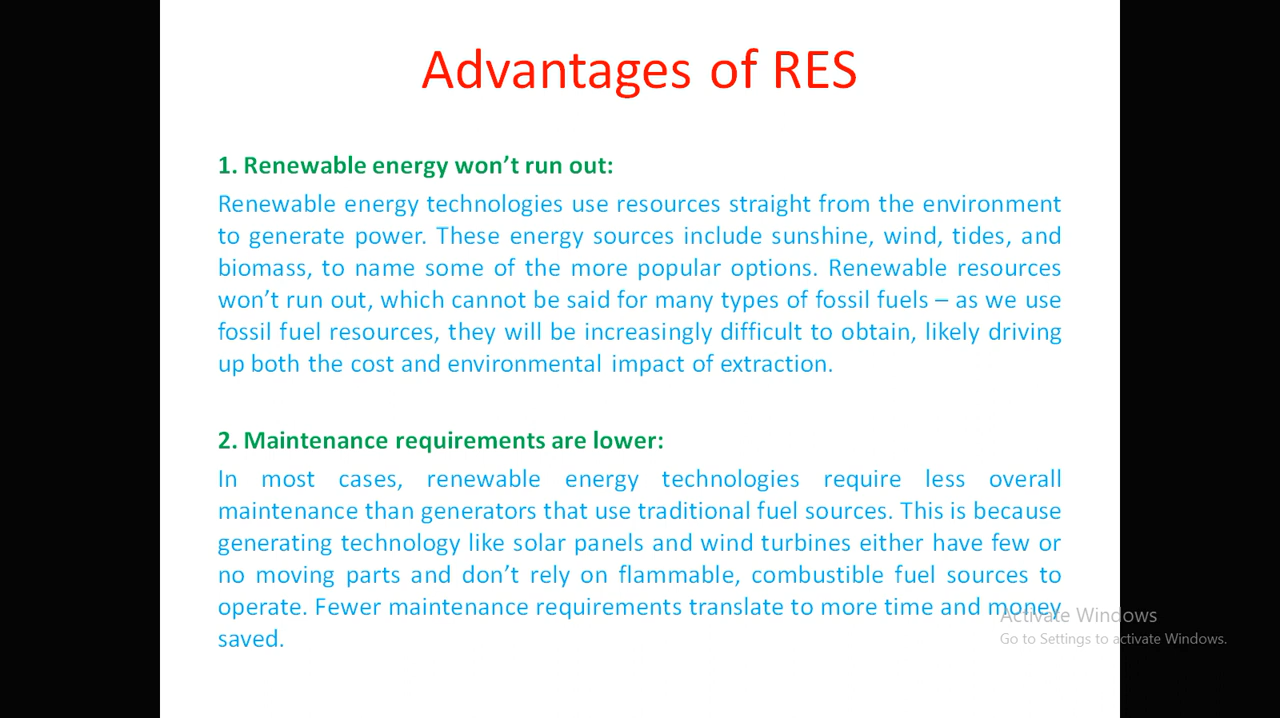 Advantages of RES
1. Renewable energy won’t run out:
Renewable energy technologies use resources straight from the environment
to generate power. These energy sources include sunshine, wind, tides, and
biomass, to name some of the more popular options. Renewable resources
won’t run out, which cannot be said for many types of fossil fuels – as we use
fossil fuel resources, they will be increasingly difficult to obtain, likely driving
up both the cost and environmental impact of extraction.
2. Maintenance requirements are lower:
In most cases, renewable energy technologies require less overall
maintenance than generators that use traditional fuel sources. This is because
generating technology like solar panels and wind turbines either have few or
no moving parts and don’t rely on flammable, combustible fuel sources to
operate. Fewer maintenance requirements translate to more time and money
saved.
Activate Windows
Go to Settings to activate Windows.